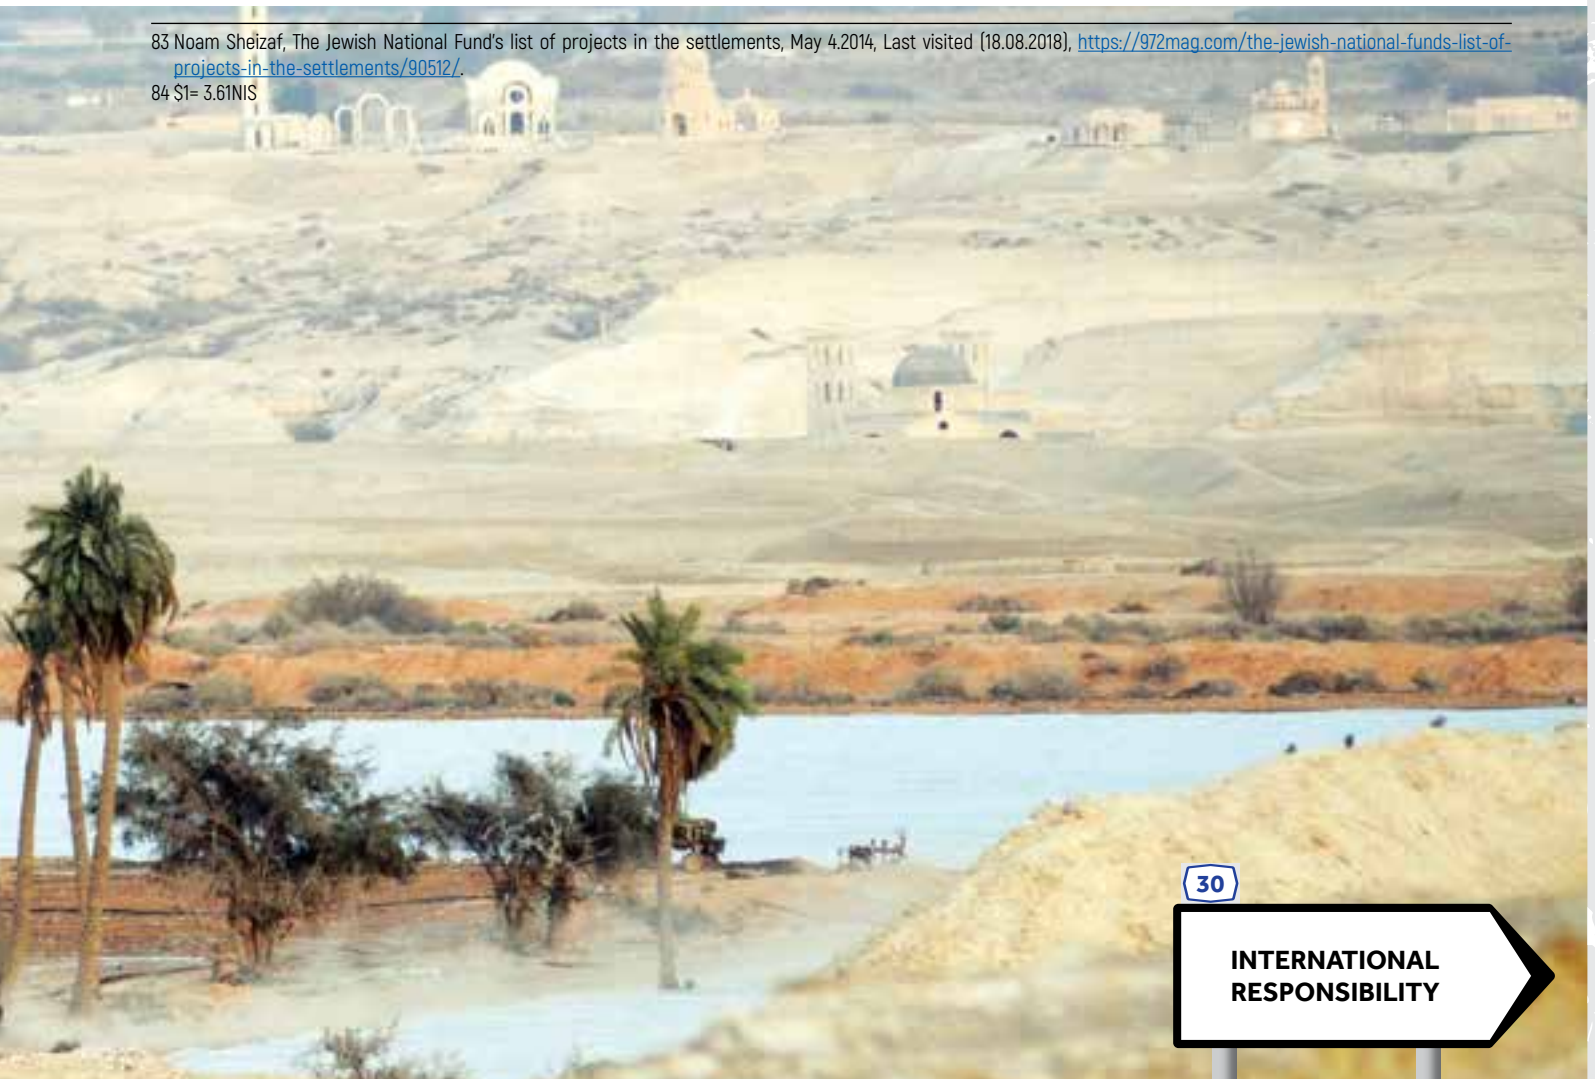 83 Noam Sheizaf, The Jewish National Fund's list of projects in the settlements, May 4.2014, Last visited (18.08.2018), https://972mag.com/the-jewish-national-funds-list-of-
projects-in-the-settlements/90512/.
84 $1= 3.61NIS
30
INTERNATIONAL
RESPONSIBILITY